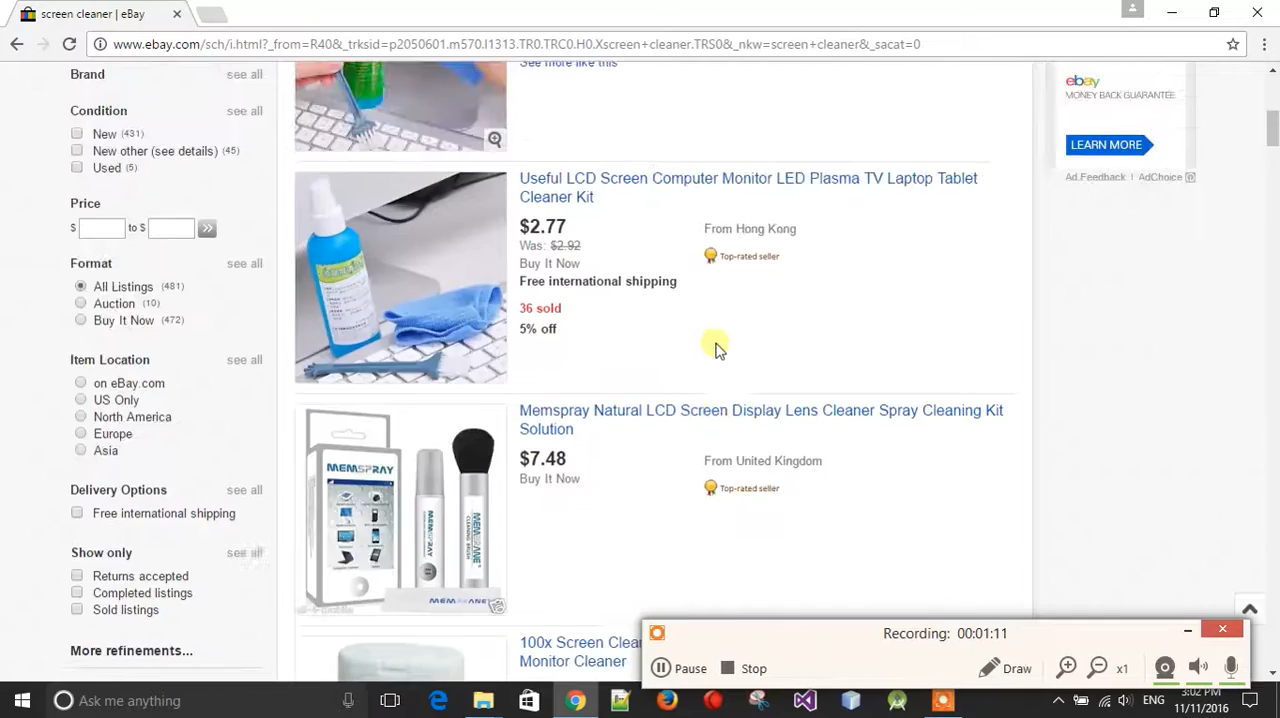 screen cleaner | eBay
www.ebay.com/sch/i.html?_from=R40&_trksid=p2050601.m570.l1313.TR0.TRC0.H0.Xscreen+cleaner.TRS0&_nkw=screen+cleaner&_sacat=0
Brand see all
Condition see all
New (431)
New other (see details) (45)
Used (5)
Price
$ to $
Format see all
All Listings (481)
Auction (10)
Buy It Now (472)
Item Location see all
on eBay.com
US Only
North America
Europe
Asia
Delivery Options see all
Free international shipping
Show only see all
Returns accepted
Completed listings
Sold listings
More refinements...
See more like this
Useful LCD Screen Computer Monitor LED Plasma TV Laptop Tablet
Cleaner Kit
$2.77
From Hong Kong
Was: $2.92
Top-rated seller
Buy It Now
Free international shipping
36 sold
5% off
MEMSPRAY
MEMSPRAY
Memspray Natural LCD Screen Display Lens Cleaner Spray Cleaning Kit
Solution
$7.48
From United Kingdom
Buy It Now
Top-rated seller
100x Screen
Monitor Cleaner
ebay
MONEY BACK GUARANTEE
LEARN MORE
Ad Feedback | AdChoice
Recording: 00:01:11
Pause Stop Draw x1
Ask me anything
ENG
3:02 PM
11/11/2016